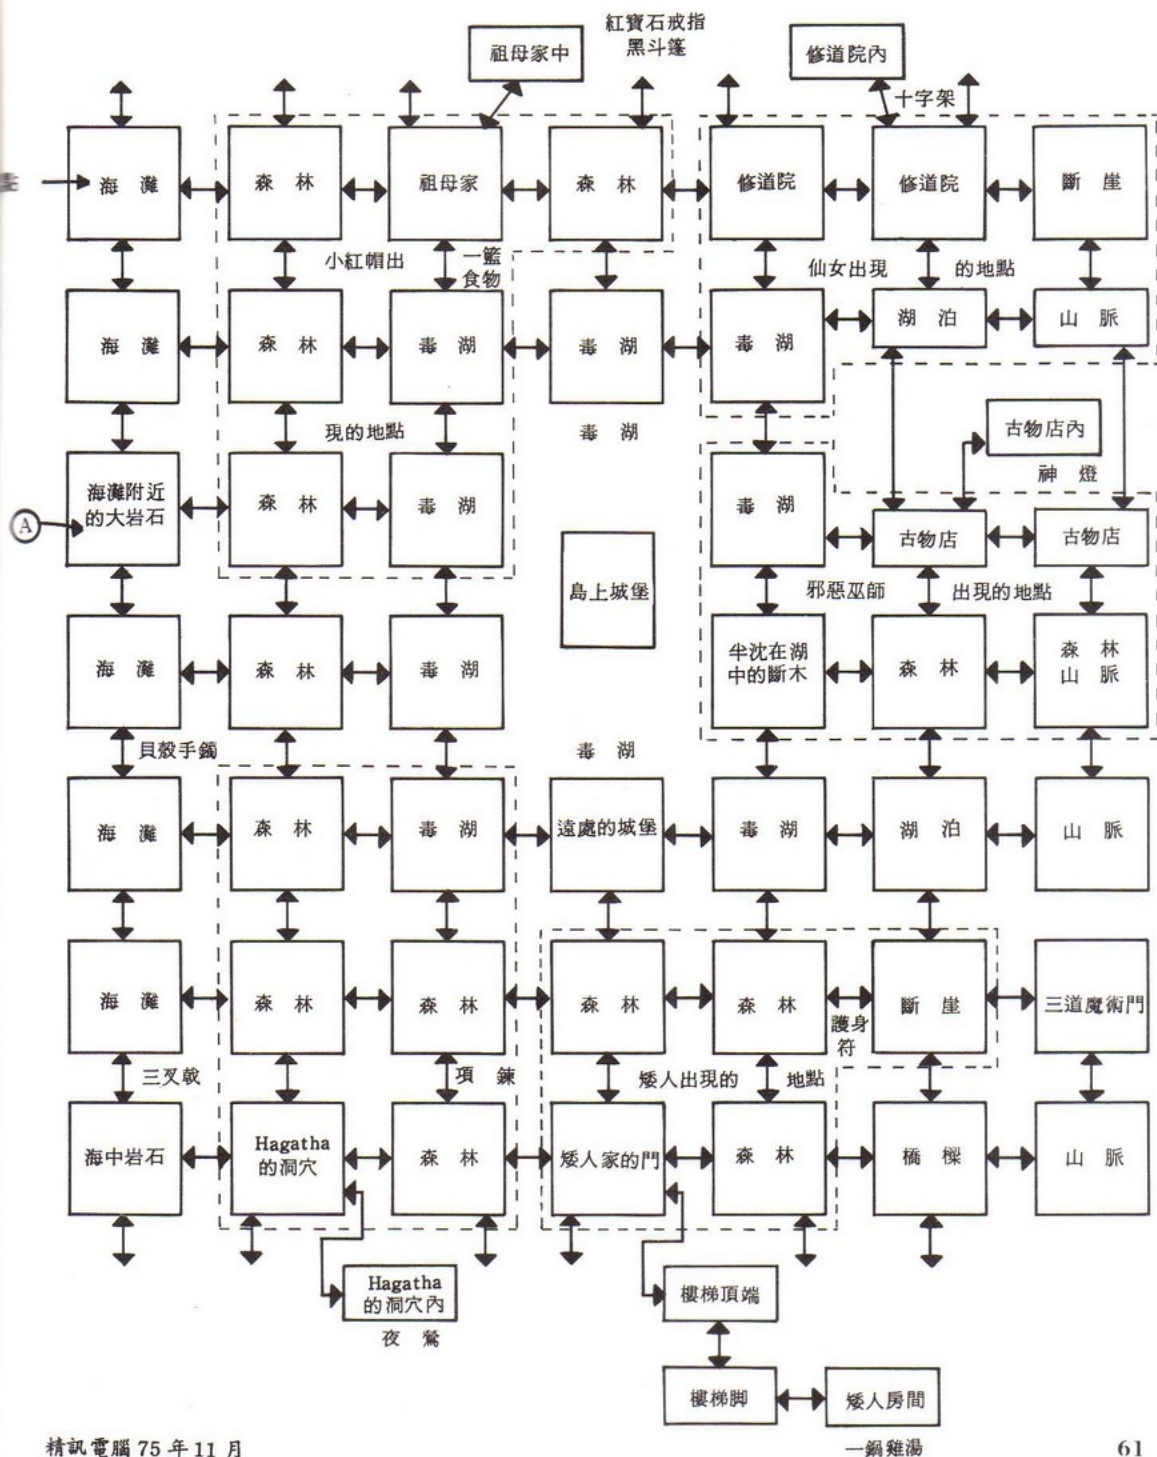 紅寶石戒指
黑斗篷
祖母家中
修道院內
十字架
海灘
森林
祖母家
森林
修道院
修道院
斷崖
小紅帽出
一籃
食物
仙女出現
的地點
海灘
森林
毒湖
毒湖
毒湖
湖泊
山脈
現的地點
毒湖
古物店內
神燈
海灘附近
的大岩石
森林
毒湖
毒湖
古物店
古物店
A
島上城堡
邪惡巫師
出現的地點
海灘
森林
毒湖
半沈在湖
中的斷木
森林
森林
山脈
貝殼手鐲
毒湖
海灘
森林
毒湖
遠處的城堡
毒湖
湖泊
山脈
海灘
森林
森林
森林
森林
護身
符
斷崖
三道魔術門
三叉戟
項鍊
矮人出現的
地點
海中岩石
Hagatha
的洞穴
森林
矮人家的門
森林
橋樑
山脈
Hagatha
的洞穴內
夜鶯
樓梯頂端
樓梯脚
矮人房間
一鍋雞湯
精訊電腦 75 年 11 月
61